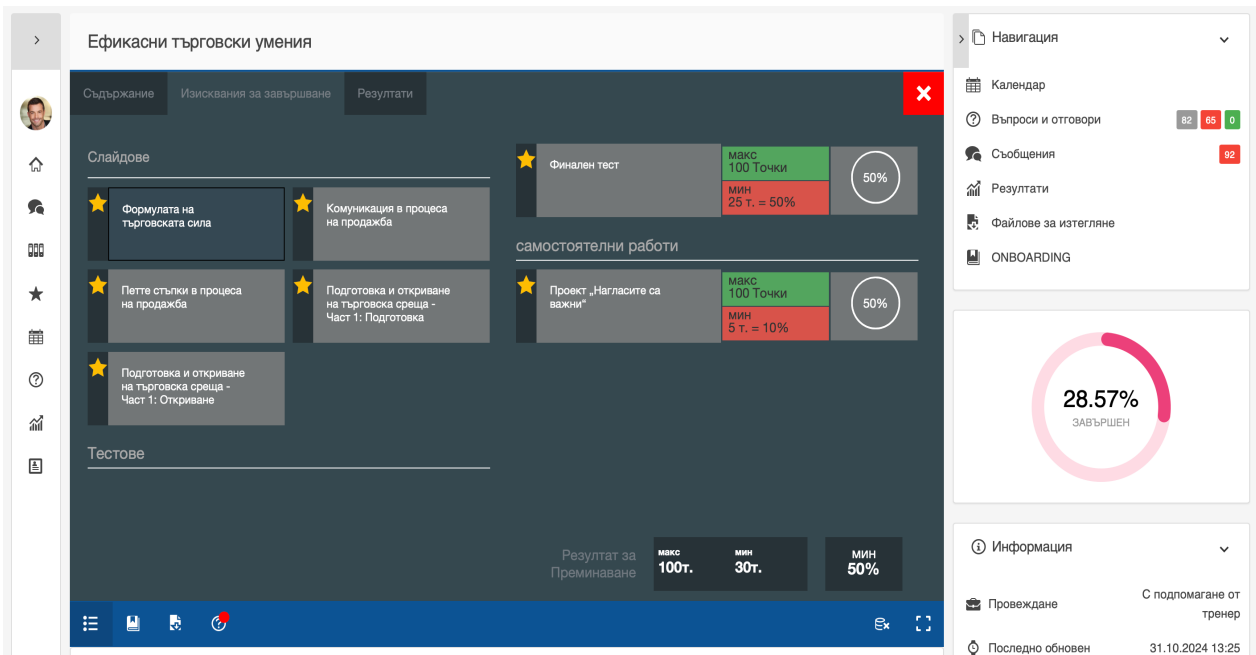 Ефикасни търговски умения
Съдържание
Изисквания за завършване
Резултати
Слайдове
Формулата на
търговската сила
Комуникация в процеса
на продажба
Петте стъпки в процеса
на продажба
Подготовка и откриване
на търговска среща -
Част 1: Подготовка
Подготовка и откриване
на търговска среща -
Част 1: Откриване
Тестове
Финален тест
макс
100 Точки
мин
25 т. = 50%
50%
самостоятелни работи
Проект „Нагласите са
важни“
макс
100 Точки
мин
5 т. = 10%
50%
Резултат за
Преминаване
макс
100т.
мин
30т.
мин
50%
Навигация
Календар
Въпроси и отговори
82
65
0
Съобщения
92
Резултати
Файлове за изтегляне
ONBOARDING
28.57%
ЗАВЪРШЕН
Информация
Провеждане
С подпомагане от
тренер
Последно обновен
31.10.2024 13:25